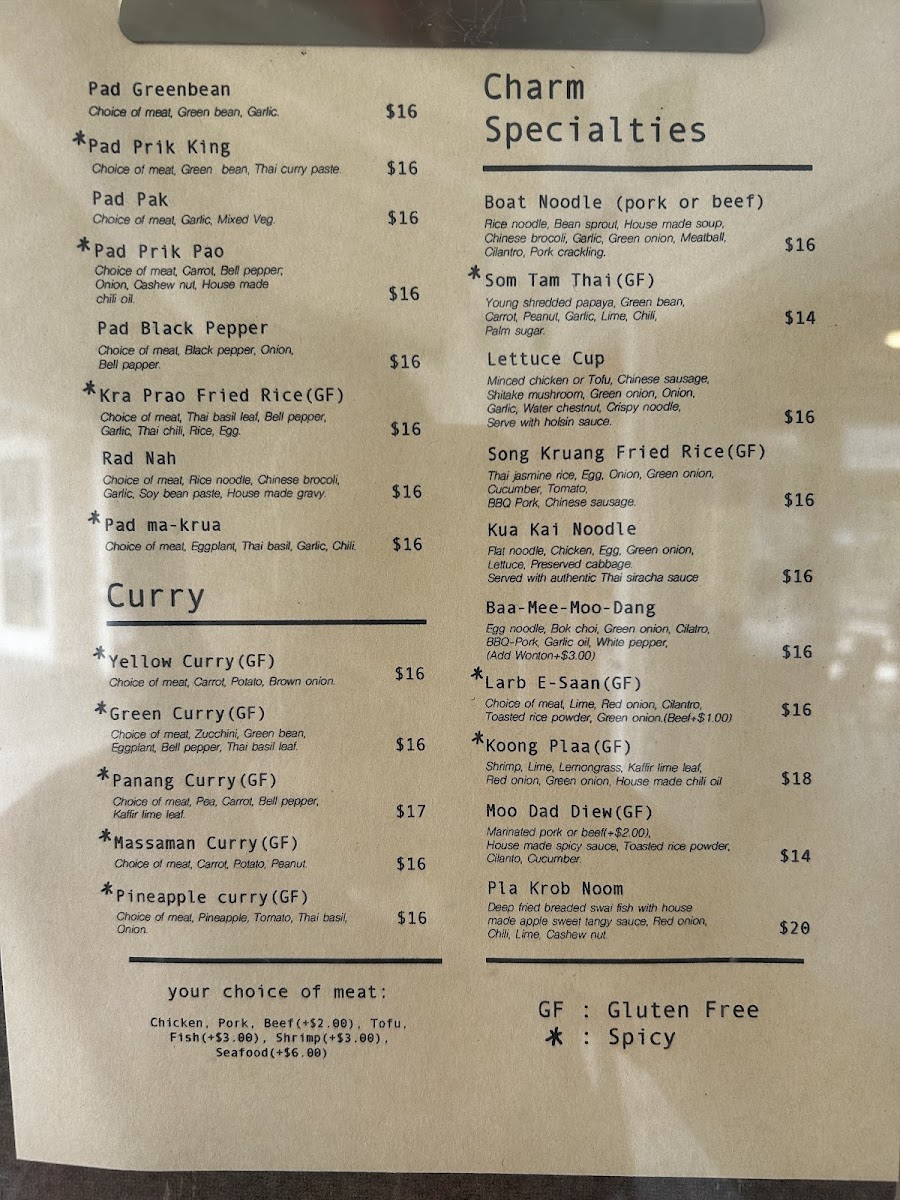 Pad Greenbean
Choice of meat, Green bean, Garlic. $16
*Pad Prik King
Choice of meat, Green bean, Thai curry paste. $16
Pad Pak
Choice of meat, Garlic, Mixed Veg. $16
*Pad Prik Pao
Choice of meat, Carrot, Bell pepper,
Onion, Cashew nut, House made
chili oil. $16
Pad Black Pepper
Choice of meat, Black pepper, Onion,
Bell papper. $16
*Kra Prao Fried Rice(GF)
Choice of meat, Thai basil leaf, Bell pepper,
Garlic, Thai chili, Rice, Egg. $16
Rad Nah
Choice of meat, Rice noodle, Chinese brocoli,
Garlic, Soy bean paste, House made gravy. $16
*Pad ma-krua
Choice of meat, Eggplant, Thai basil, Garlic, Chili. $16
Curry
*Yellow Curry(GF)
Choice of meat, Carrot, Potato, Brown onion. $16
*Green Curry(GF)
Choice of meat, Zucchini, Green bean,
Eggplant, Bell pepper, Thai basil leaf. $16
*Panang Curry(GF)
Choice of meat, Pea, Carrot, Bell pepper,
Kaffir lime leaf. $17
*Massaman Curry(GF)
Choice of meat, Carrot, Potato, Peanut. $16
*Pineapple curry(GF)
Choice of meat, Pineapple, Tomato, Thai basil,
Onion. $16
your choice of meat:
Chicken, Pork, Beef(+$2.00), Tofu,
Fish(+$3.00), Shrimp(+$3.00),
Seafood(+$6.00)
Charm
Specialties
Boat Noodle (pork or beef)
Rice noodle, Bean sprout, House made soup,
Chinese brocoli, Garlic, Green onion, Meatball,
Cilantro, Pork crackling. $16
*Som Tam Thai(GF)
Young shredded papaya, Green bean,
Carrot, Peanut, Garlic, Lime, Chili,
Palm sugar. $14
Lettuce Cup
Minced chicken or Tofu, Chinese sausage,
Shitake mushroom, Green onion, Onion,
Garlic, Water chestnut, Crispy noodle,
Serve with hoisin sauce. $16
Song Kruang Fried Rice(GF)
Thai jasmine rice, Egg, Onion, Green onion,
Cucumber, Tomato,
BBQ Pork, Chinese sausage. $16
Kua Kai Noodle
Flat noodle, Chicken, Egg, Green onion,
Lettuce, Preserved cabbage.
Served with authentic Thai siracha sauce $16
Baa-Mee-Moo-Dang
Egg noodle, Bok choi, Green onion, Cilatro,
BBQ-Pork, Garlic oil, White pepper,
(Add Wonton+$3.00) $16
*Larb E-Saan(GF)
Choice of meat, Lime, Red onion, Cilantro,
Toasted rice powder, Green onion.(Beef+$1.00) $16
*Koong Plaa(GF)
Shrimp, Lime, Lemongrass, Kaffir lime leaf,
Red onion, Green onion, House made chili oil $18
Moo Dad Diew(GF)
Marinated pork or beef(+$2.00),
House made spicy sauce, Toasted rice powder,
Cilanto, Cucumber. $14
Pla Krob Noom
Deep fried breaded swai fish with house
made apple sweet tangy sauce, Red onion,
Chili, Lime, Cashew nut. $20
GF : Gluten Free
* : Spicy